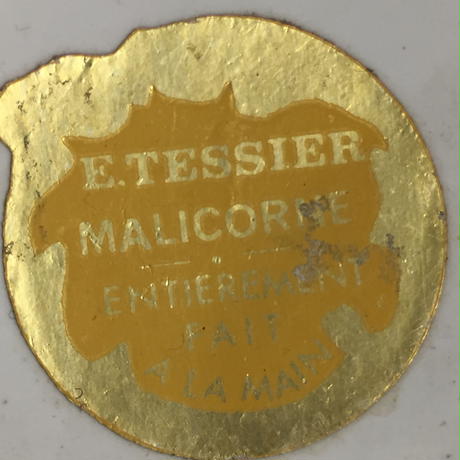 E.TESSIER
MALICORNE
ENTIEREMENT
FAIT
A LA MAIN